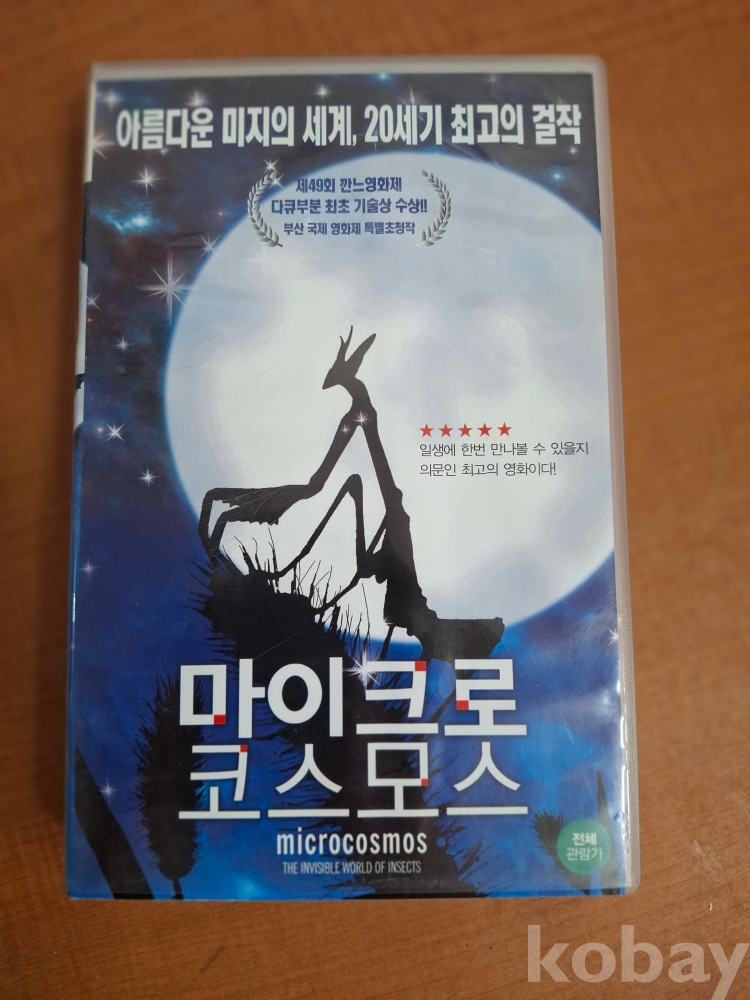 아름다운 미지의 세계, 20세기 최고의 걸작
제49회 깐느영화제
다큐부분 최초 기술상 수상!!
부산 국제 영화제 특별초청작
★★★★★
일생에 한번 만나볼 수 있을지
의문인 최고의 영화이다!
마이크로
코스모스
microcosmos
THE INVISIBLE WORLD OF INSECTS
전체
관람가
kobay